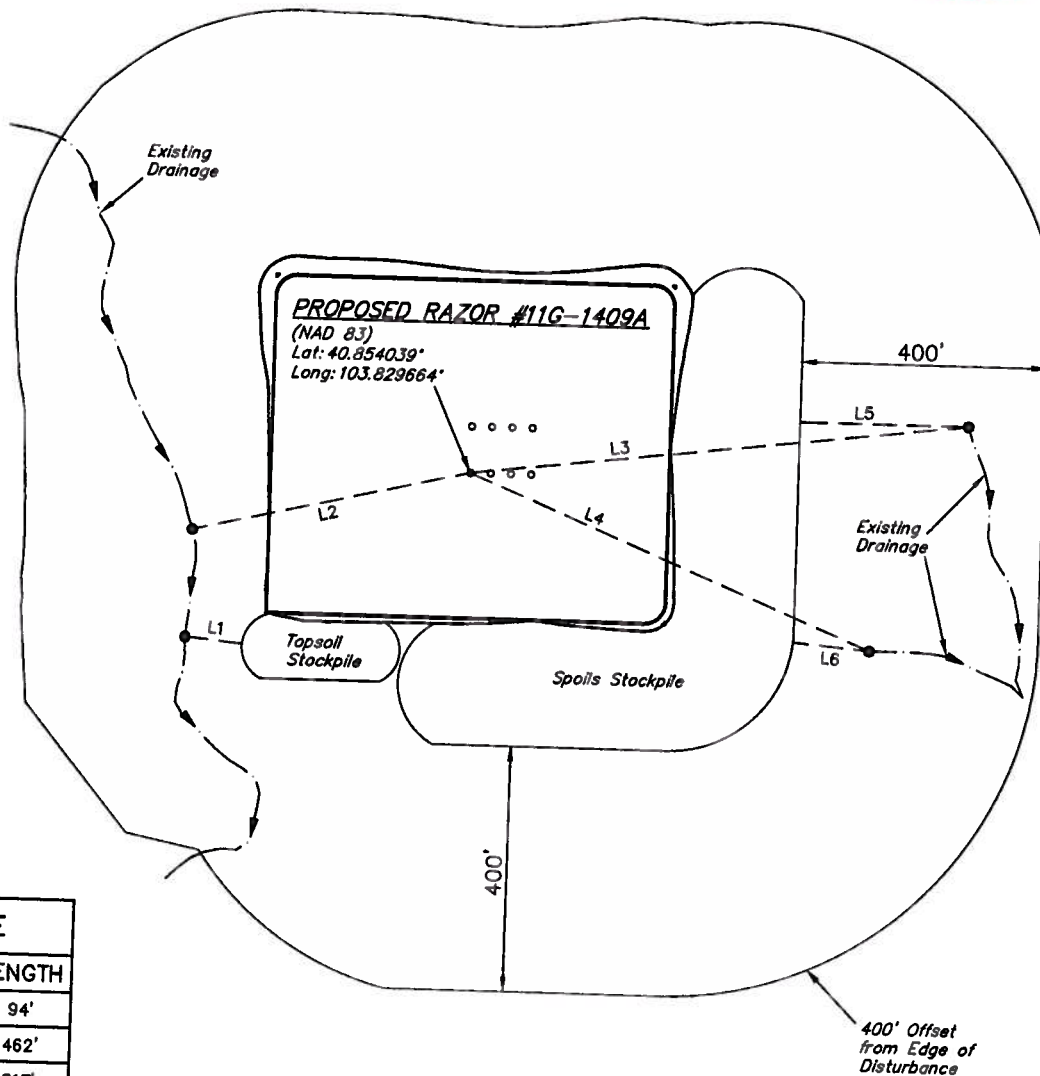 Existing
Drainage
PROPOSED RAZOR #11G-1409A
(NAD 83)
Lat: 40.854039°
Long: 103.829664°
400'
L5
L3
L2
L4
Existing
Drainage
L1
Topsoil
Stockpile
L6
Spoils Stockpile
400'
94'
462'
400' Offset
from Edge of
Disturbance